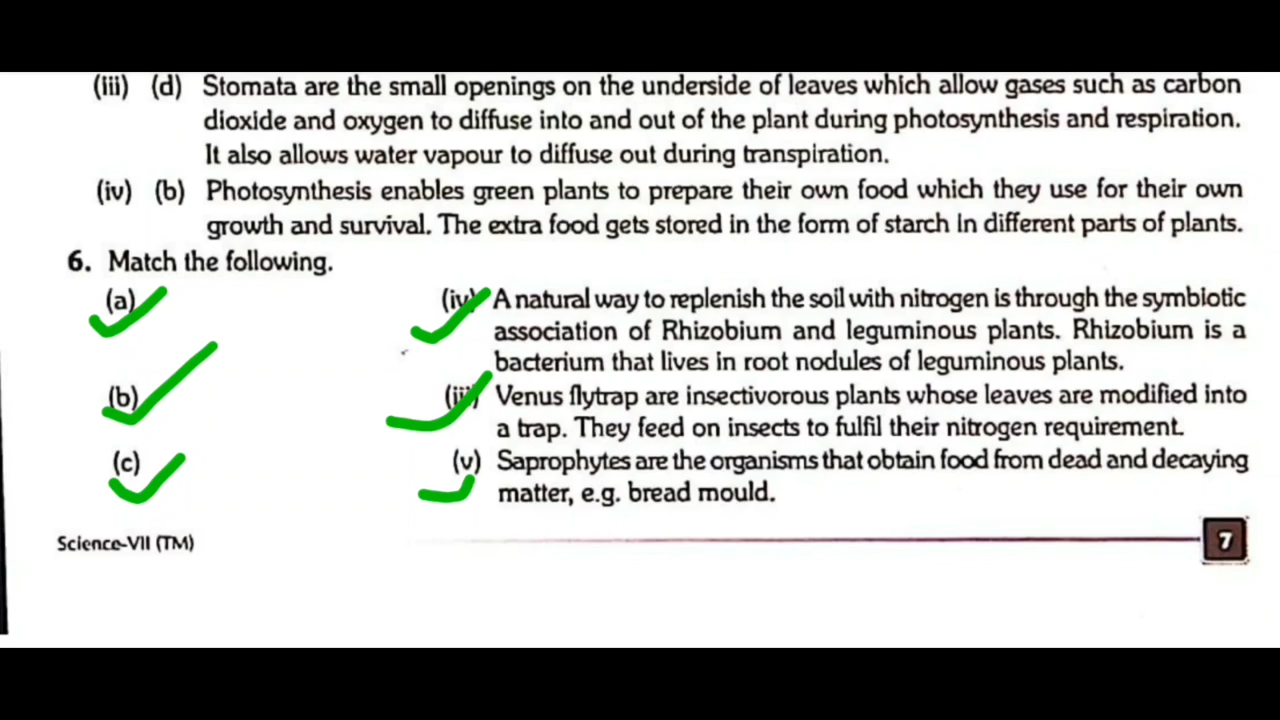 (iii) (d) Stomata are the small openings on the underside of leaves which allow gases such as carbon
dioxide and oxygen to diffuse into and out of the plant during photosynthesis and respiration.
It also allows water vapour to diffuse out during transpiration.
(iv) (b) Photosynthesis enables green plants to prepare their own food which they use for their own
growth and survival. The extra food gets stored in the form of starch in different parts of plants.
6. Match the following.
(a) (iv) A natural way to replenish the soil with nitrogen is through the symbiotic
association of Rhizobium and leguminous plants. Rhizobium is a
bacterium that lives in root nodules of leguminous plants.
(b) Venus flytrap are insectivorous plants whose leaves are modified into
a trap. They feed on insects to fulfil their nitrogen requirement.
(c) (v) Saprophytes are the organisms that obtain food from dead and decaying
matter, e.g. bread mould.
Science-VII (TM) 7